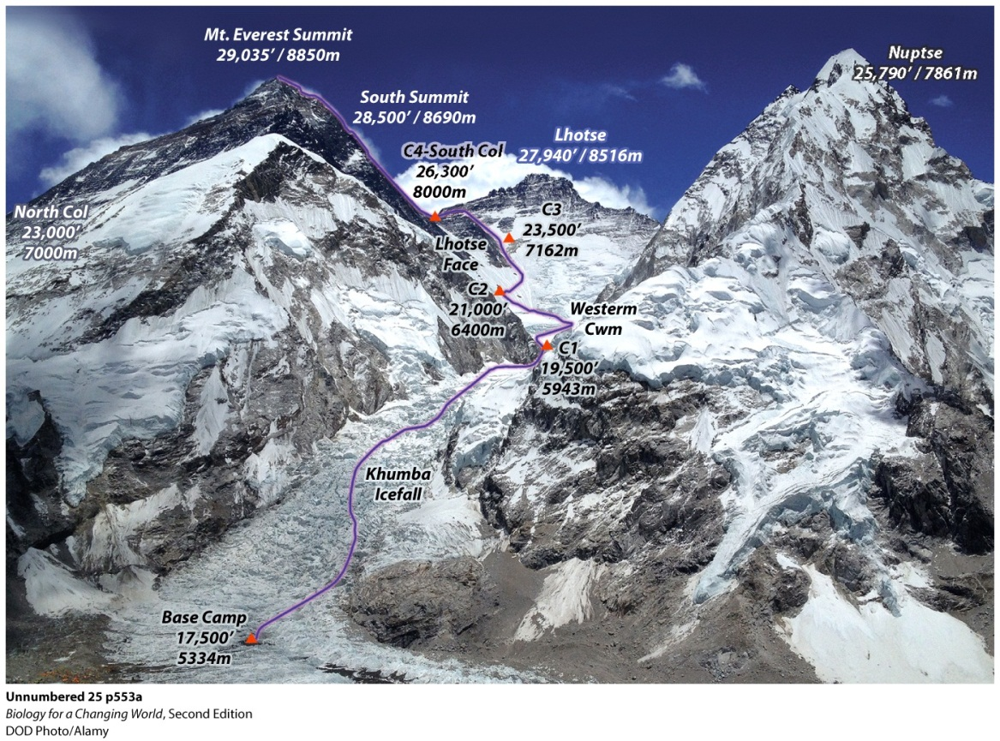 Mt. Everest Summit
29,035’ / 8850m
Nuptse
25,790’ / 7861m
South Summit
28,500’ / 8690m
Lhotse
27,940’ / 8516m
C4-South Col
26,300’
8000m
North Col
23,000’
7000m
C3
23,500’
7162m
Lhotse
Face
C2
21,000’
6400m
Westerm
Cwm
C1
19,500’
5943m
Khumba
Icefall
Base Camp
17,500’
5334m
Unnumbered 25 p553a
Biology for a Changing World, Second Edition
DOD Photo/Alamy